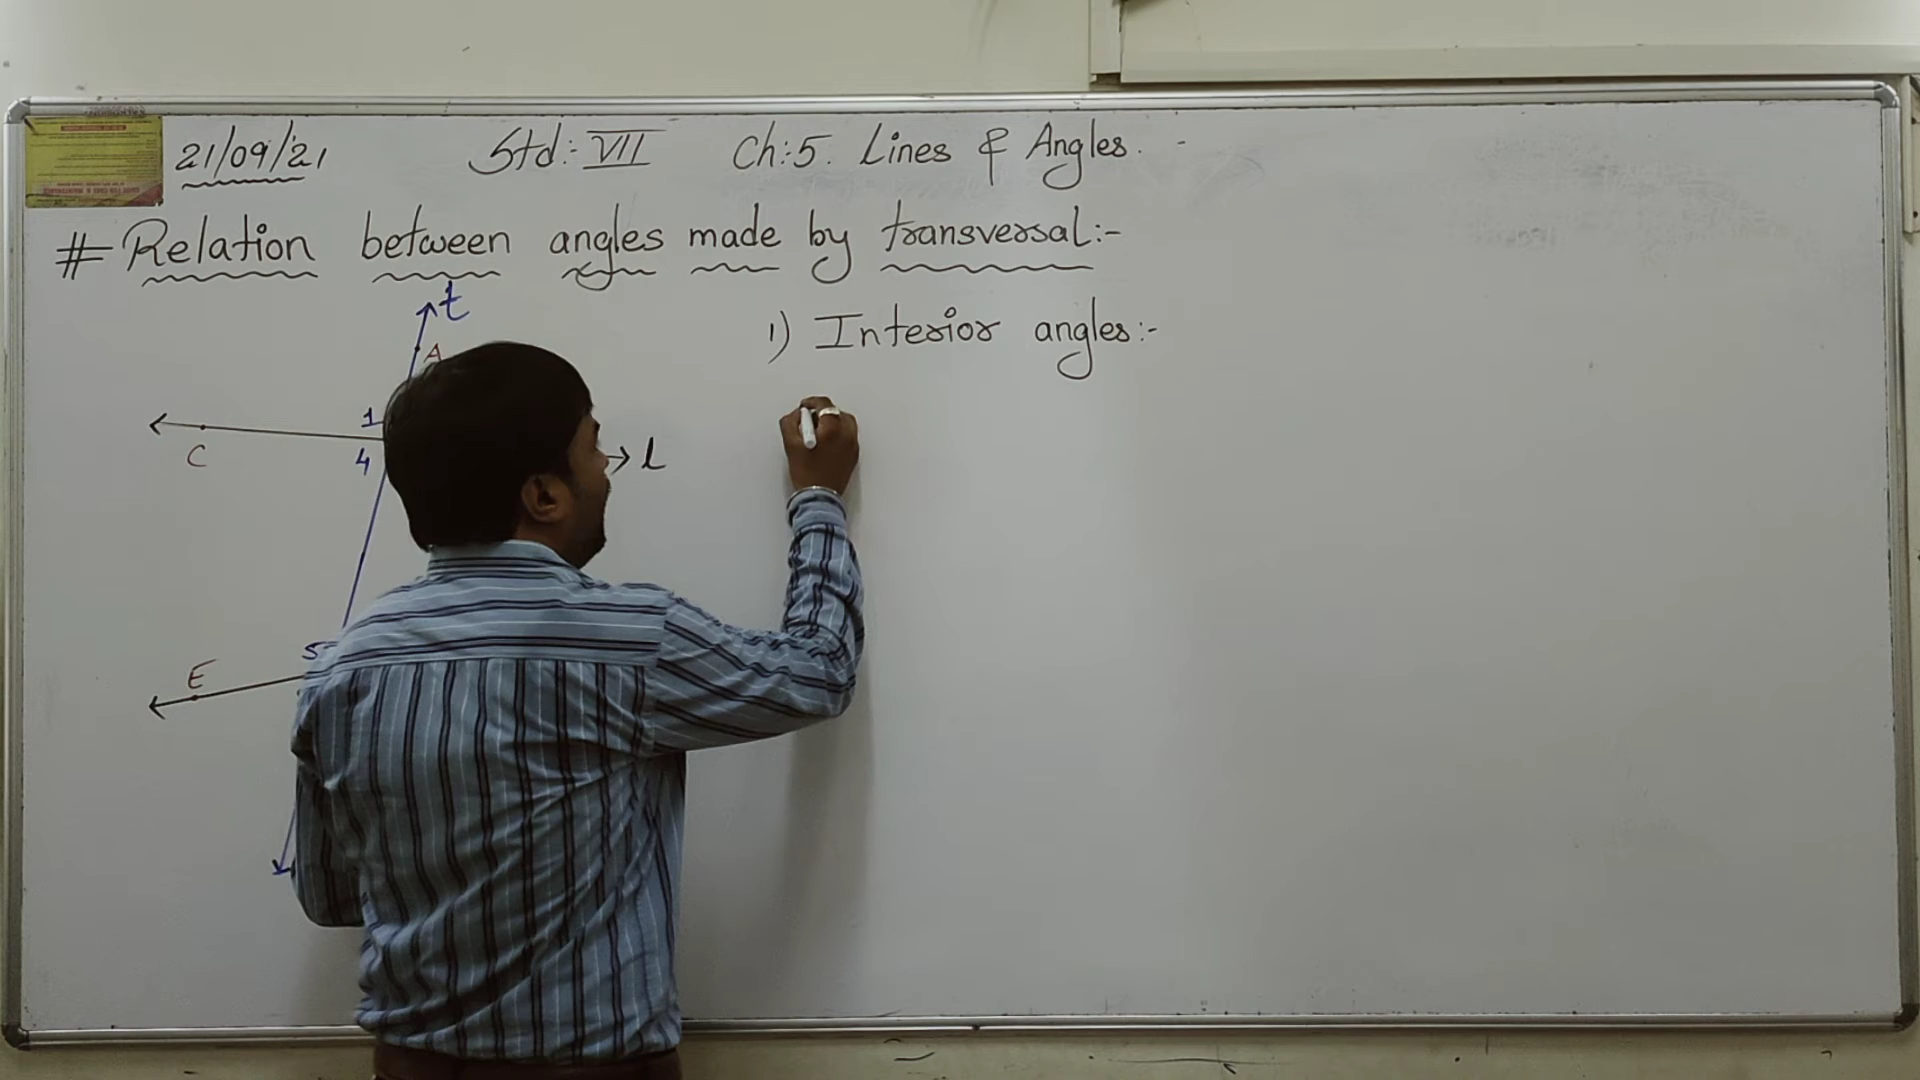 21/09/21 Std:- VII Ch:5. Lines & Angles.
# Relation between angles made by transversal:-
t
1) Interior angles:-
A
1
C
4
l
5
E